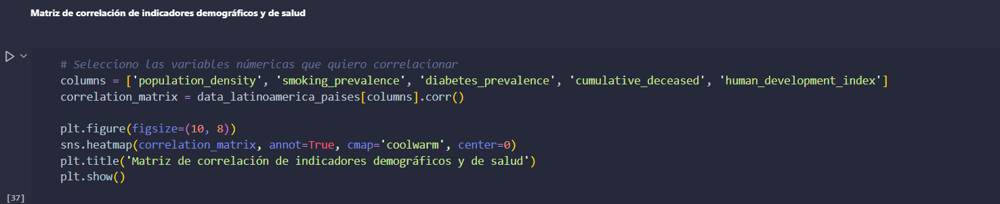 Matriz de correlación de indicadores demográficos y de salud
# Selecciono las variables númericas que quiero correlacionar
columns = ['population_density', 'smoking_prevalence', 'diabetes_prevalence', 'cumulative_deceased', 'human_development_index']
correlation_matrix = data_latinoamerica_paises[columns].corr()
plt.figure(figsize=(10, 8))
sns.heatmap(correlation_matrix, annot=True, cmap='coolwarm', center=0)
plt.title('Matriz de correlación de indicadores demográficos y de salud')
plt.show()
[37]